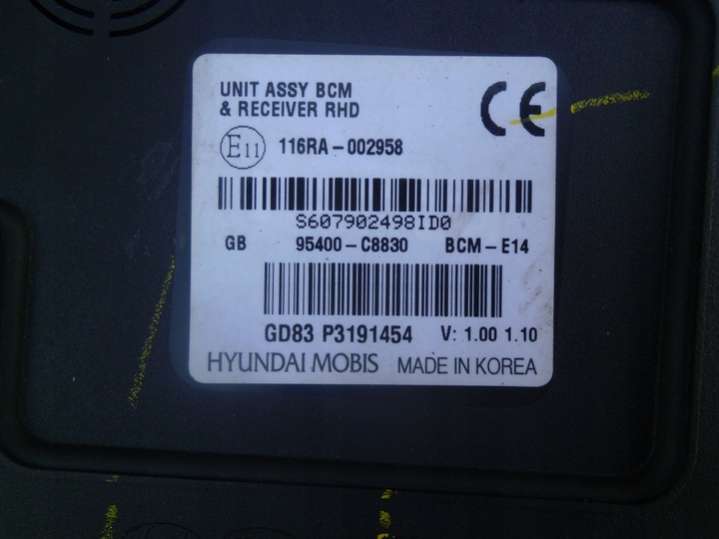 UNIT ASSY BCM
& RECEIVER RHD
CE
E11 116RA-002958
S607902498ID0
GB 95400-C8830 BCM-E14
GD83 P3191454 V: 1.00 1.10
HYUNDAI MOBIS MADE IN KOREA